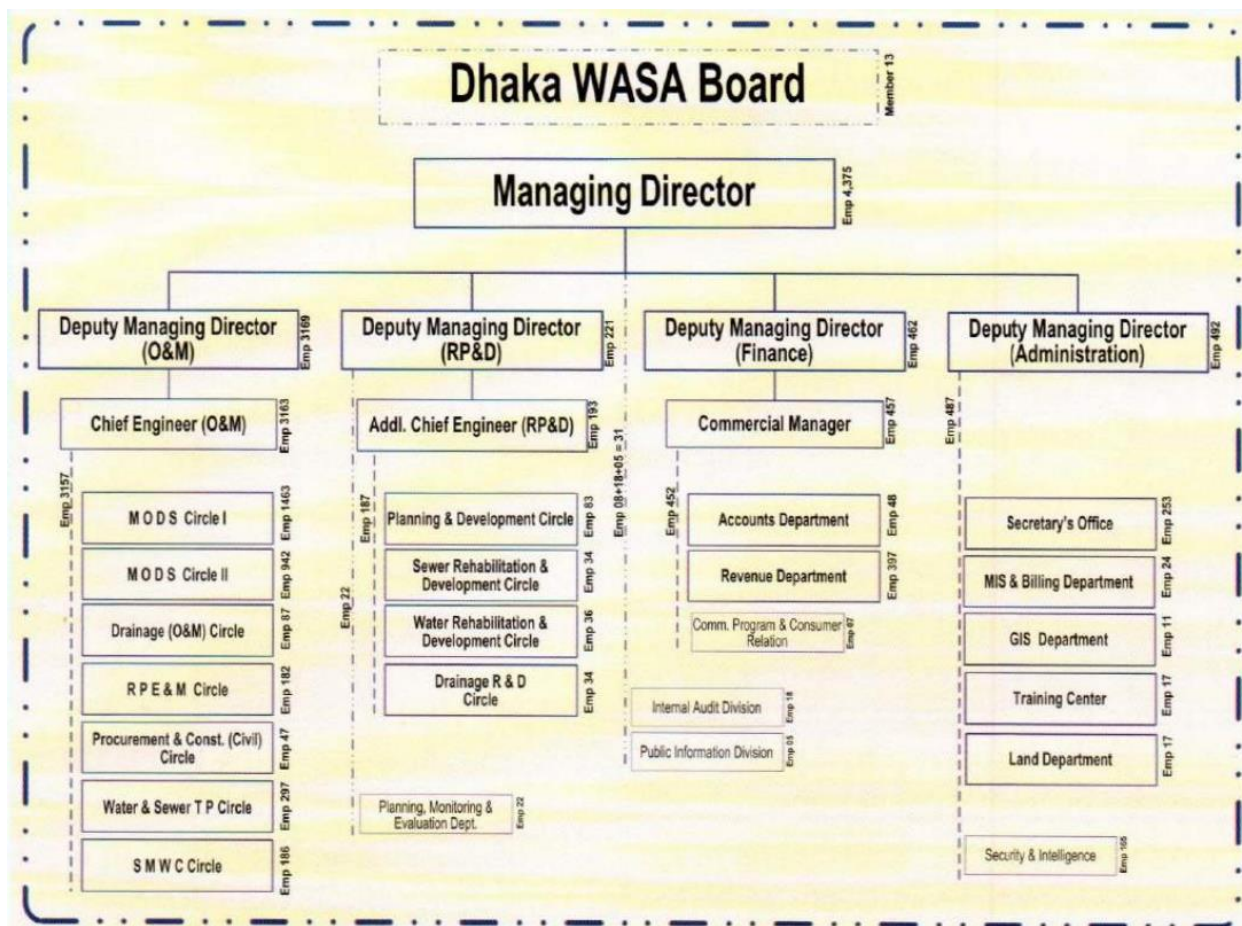 Dhaka WASA Board
Member 13
Managing Director
Emp 4,375
Deputy Managing Director
(O&M)
Emp 3169
Chief Engineer (O&M)
Emp 3163
Emp 3157
M O D S Circle I
Emp 1463
M O D S Circle II
Emp 942
Drainage (O&M) Circle
Emp 87
R P E & M Circle
Emp 182
Procurement & Const. (Civil)
Circle
Emp 47
Water & Sewer T P Circle
Emp 297
S M W C Circle
Emp 186
Deputy Managing Director
(RP&D)
Emp 221
Addl. Chief Engineer (RP&D)
Emp 193
Emp 187
Emp 22
Planning & Development Circle
Emp 83
Sewer Rehabilitation &
Development Circle
Emp 34
Water Rehabilitation &
Development Circle
Emp 36
Drainage R & D
Circle
Emp 34
Planning, Monitoring &
Evaluation Dept.
Emp 22
Emp 08+18+05 = 31
Deputy Managing Director
(Finance)
Emp 462
Commercial Manager
Emp 457
Emp 452
Accounts Department
Emp 48
Revenue Department
Emp 397
Comm. Program & Consumer
Relation
Emp 07
Internal Audit Division
Emp 18
Public Information Division
Emp 05
Deputy Managing Director
(Administration)
Emp 492
Emp 487
Secretary's Office
Emp 253
MIS & Billing Department
Emp 24
GIS Department
Emp 11
Training Center
Emp 17
Land Department
Emp 17
Security & Intelligence
Emp 165